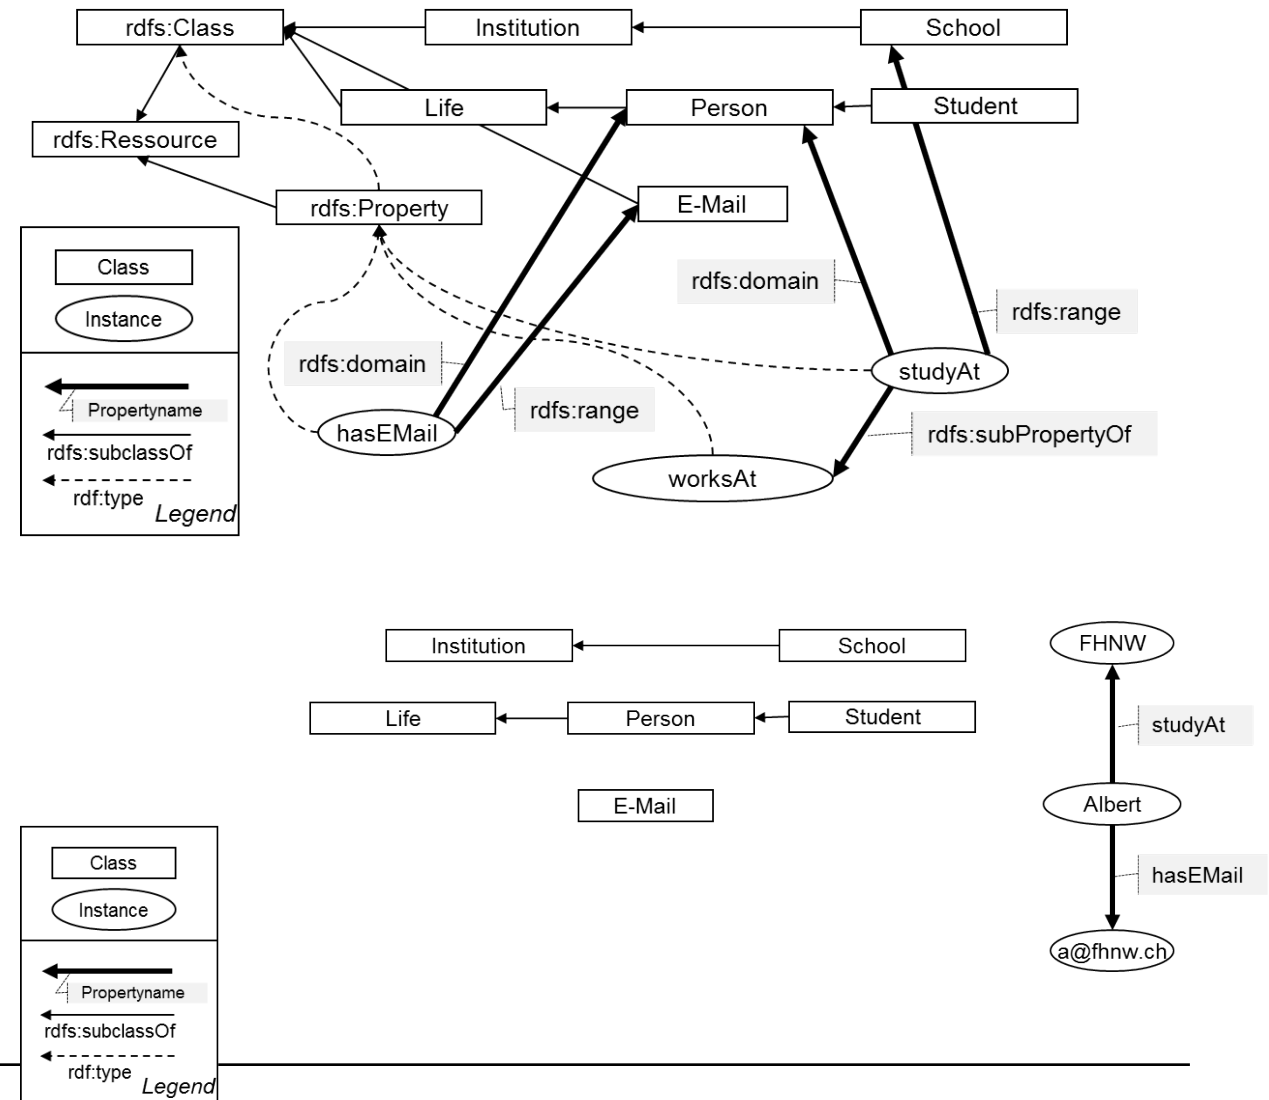 rdfs:Class
Institution
School
Life
Person
Student
rdfs:Ressource
rdfs:Property
E-Mail
Class
Instance
Propertyname
rdfs:subclassOf
rdf:type
Legend
rdfs:domain
rdfs:range
rdfs:domain
rdfs:range
studyAt
hasEMail
rdfs:subPropertyOf
worksAt
Institution
School
FHNW
Life
Person
Student
studyAt
E-Mail
Albert
hasEMail
a@fhnw.ch
Class
Instance
Propertyname
rdfs:subclassOf
rdf:type
Legend